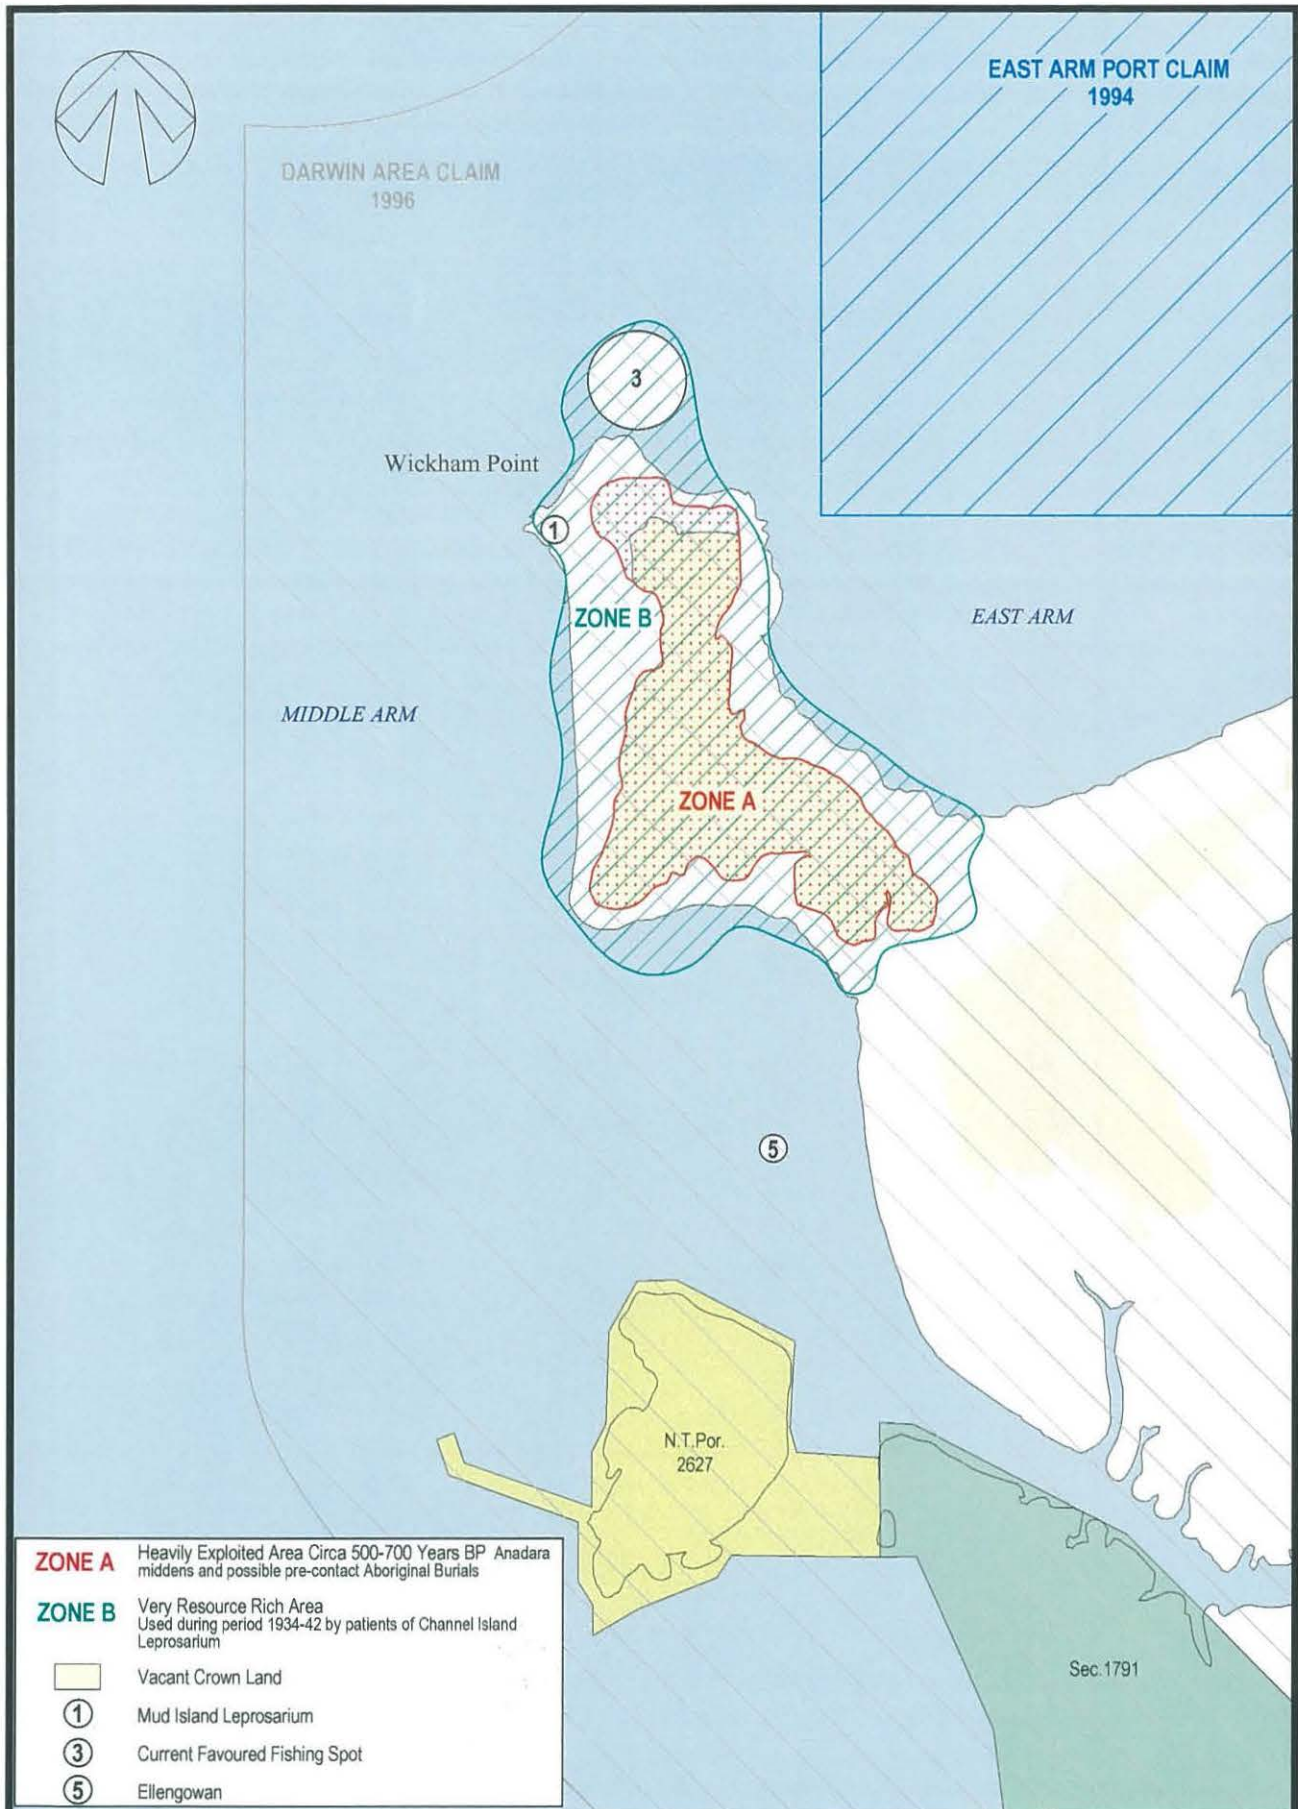 EAST ARM PORT CLAIM
1994
DARWIN AREA CLAIM
1996
3
Wickham Point
1
ZONE B
EAST ARM
MIDDLE ARM
ZONE A
5
N.T.Por.
2627
Sec.1791
ZONE A Heavily Exploited Area Circa 500-700 Years BP Anadara
middens and possible pre-contact Aboriginal Burials
ZONE B Very Resource Rich Area
Used during period 1934-42 by patients of Channel Island
Leprosarium
Vacant Crown Land
1 Mud Island Leprosarium
3 Current Favoured Fishing Spot
5 Ellengowan